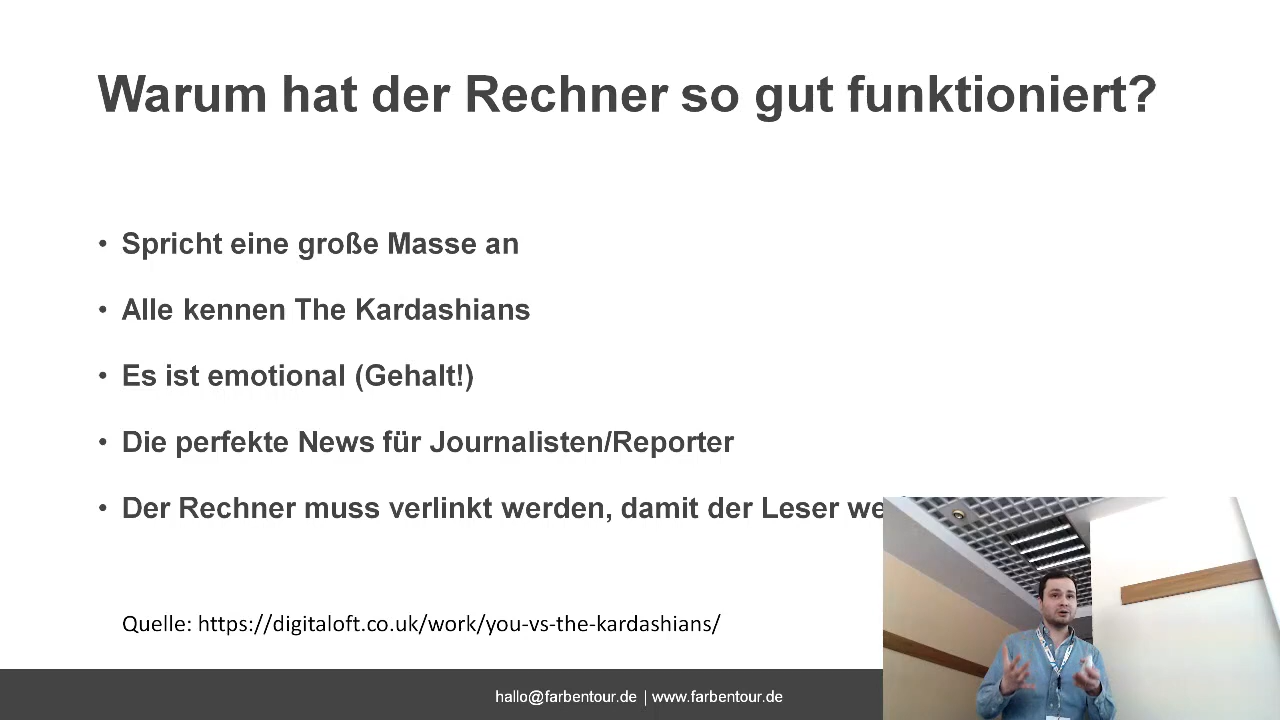 Warum hat der Rechner so gut funktioniert?
• Spricht eine große Masse an
• Alle kennen The Kardashians
• Es ist emotional (Gehalt!)
• Die perfekte News für Journalisten/Reporter
• Der Rechner muss verlinkt werden, damit der Leser
Quelle: https://digitaloft.co.uk/work/you-vs-the-kardashians/
hallo@farbentour.de | www.farbentour.de